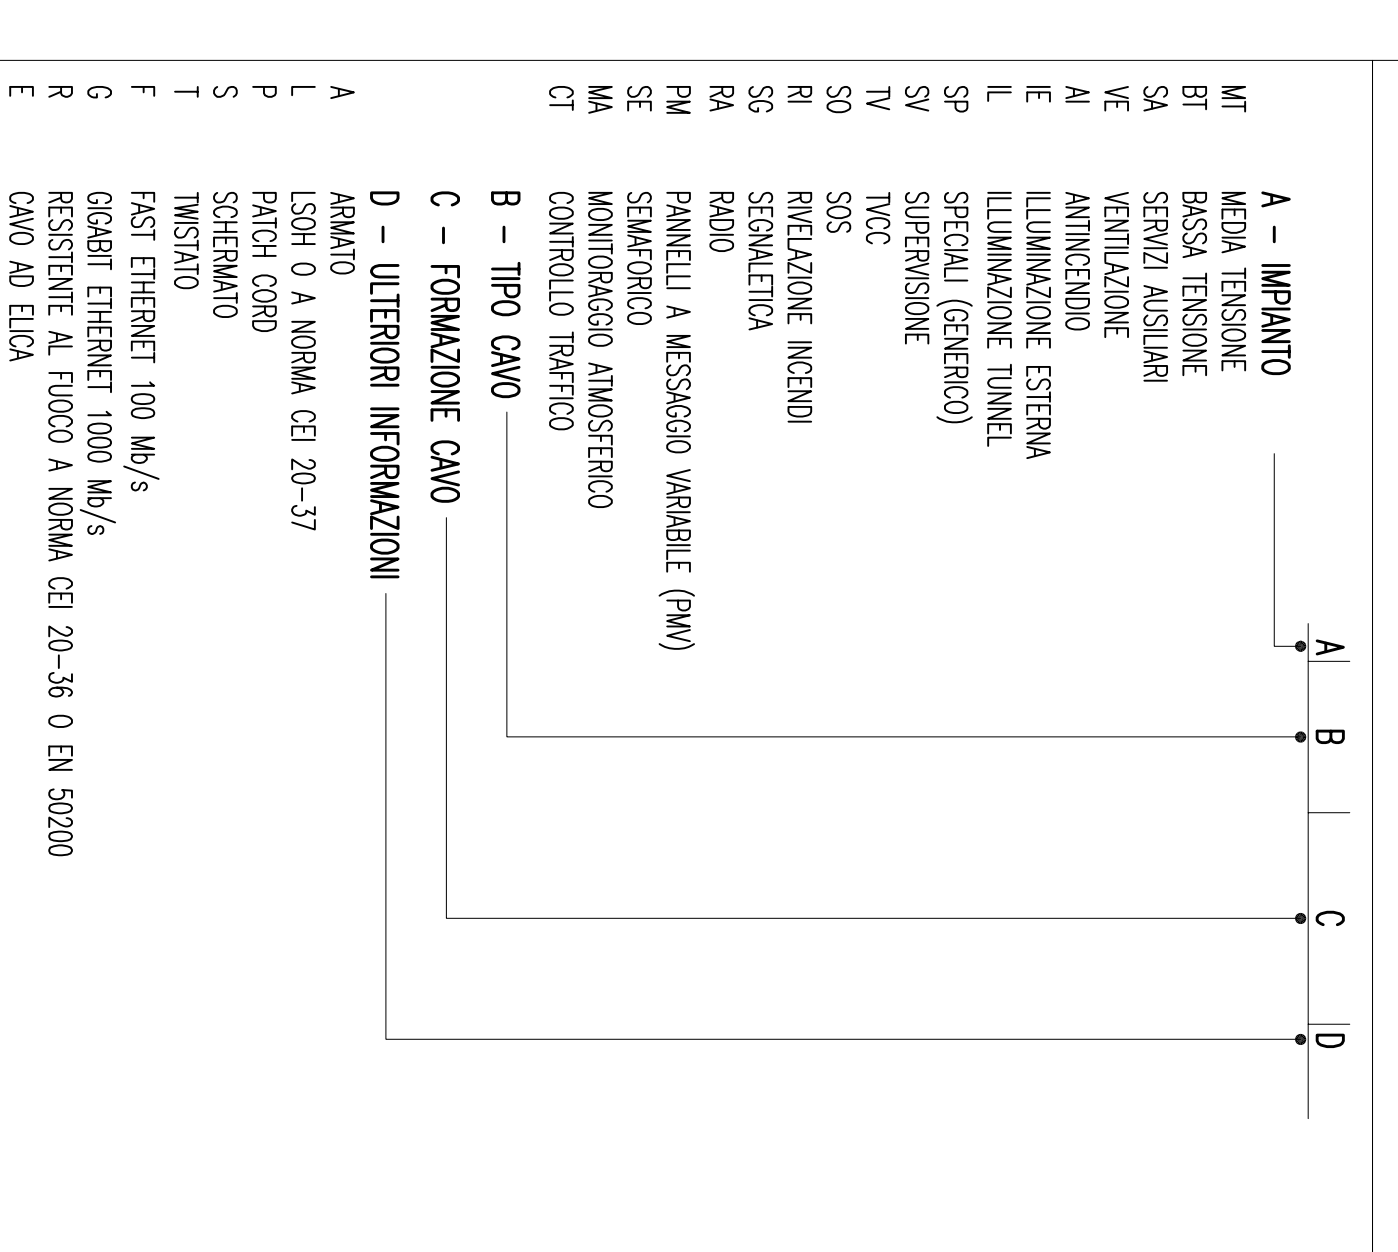 A B C D
A - IMPIANTO
MT MEDIA TENSIONE
BT BASSA TENSIONE
SA SERVIZI AUSILIARI
VE VENTILAZIONE
AI ANTINCENDIO
IE ILLUMINAZIONE ESTERNA
IL ILLUMINAZIONE TUNNEL
SP SPECIALI (GENERICO)
SV SUPERVISIONE
TV TVCC
SO SOS
RI RIVELAZIONE INCENDI
SG SEGNALETICA
RA RADIO
PM PANNELLI A MESSAGGIO VARIABILE (PMV)
SE SEMAFORICO
MA MONITORAGGIO ATMOSFERICO
CT CONTROLLO TRAFFICO
B - TIPO CAVO
C - FORMAZIONE CAVO
D - ULTERIORI INFORMAZIONI
A ARMATO
L LSOH O A NORMA CEI 20-37
P PATCH CORD
S SCHERMATO
T TWISTATO
F FAST ETHERNET 100 Mb/s
G GIGABIT ETHERNET 1000 Mb/s
R RESISTENTE AL FUOCO A NORMA CEI 20-36 O EN 50200
E CAVO AD ELICA